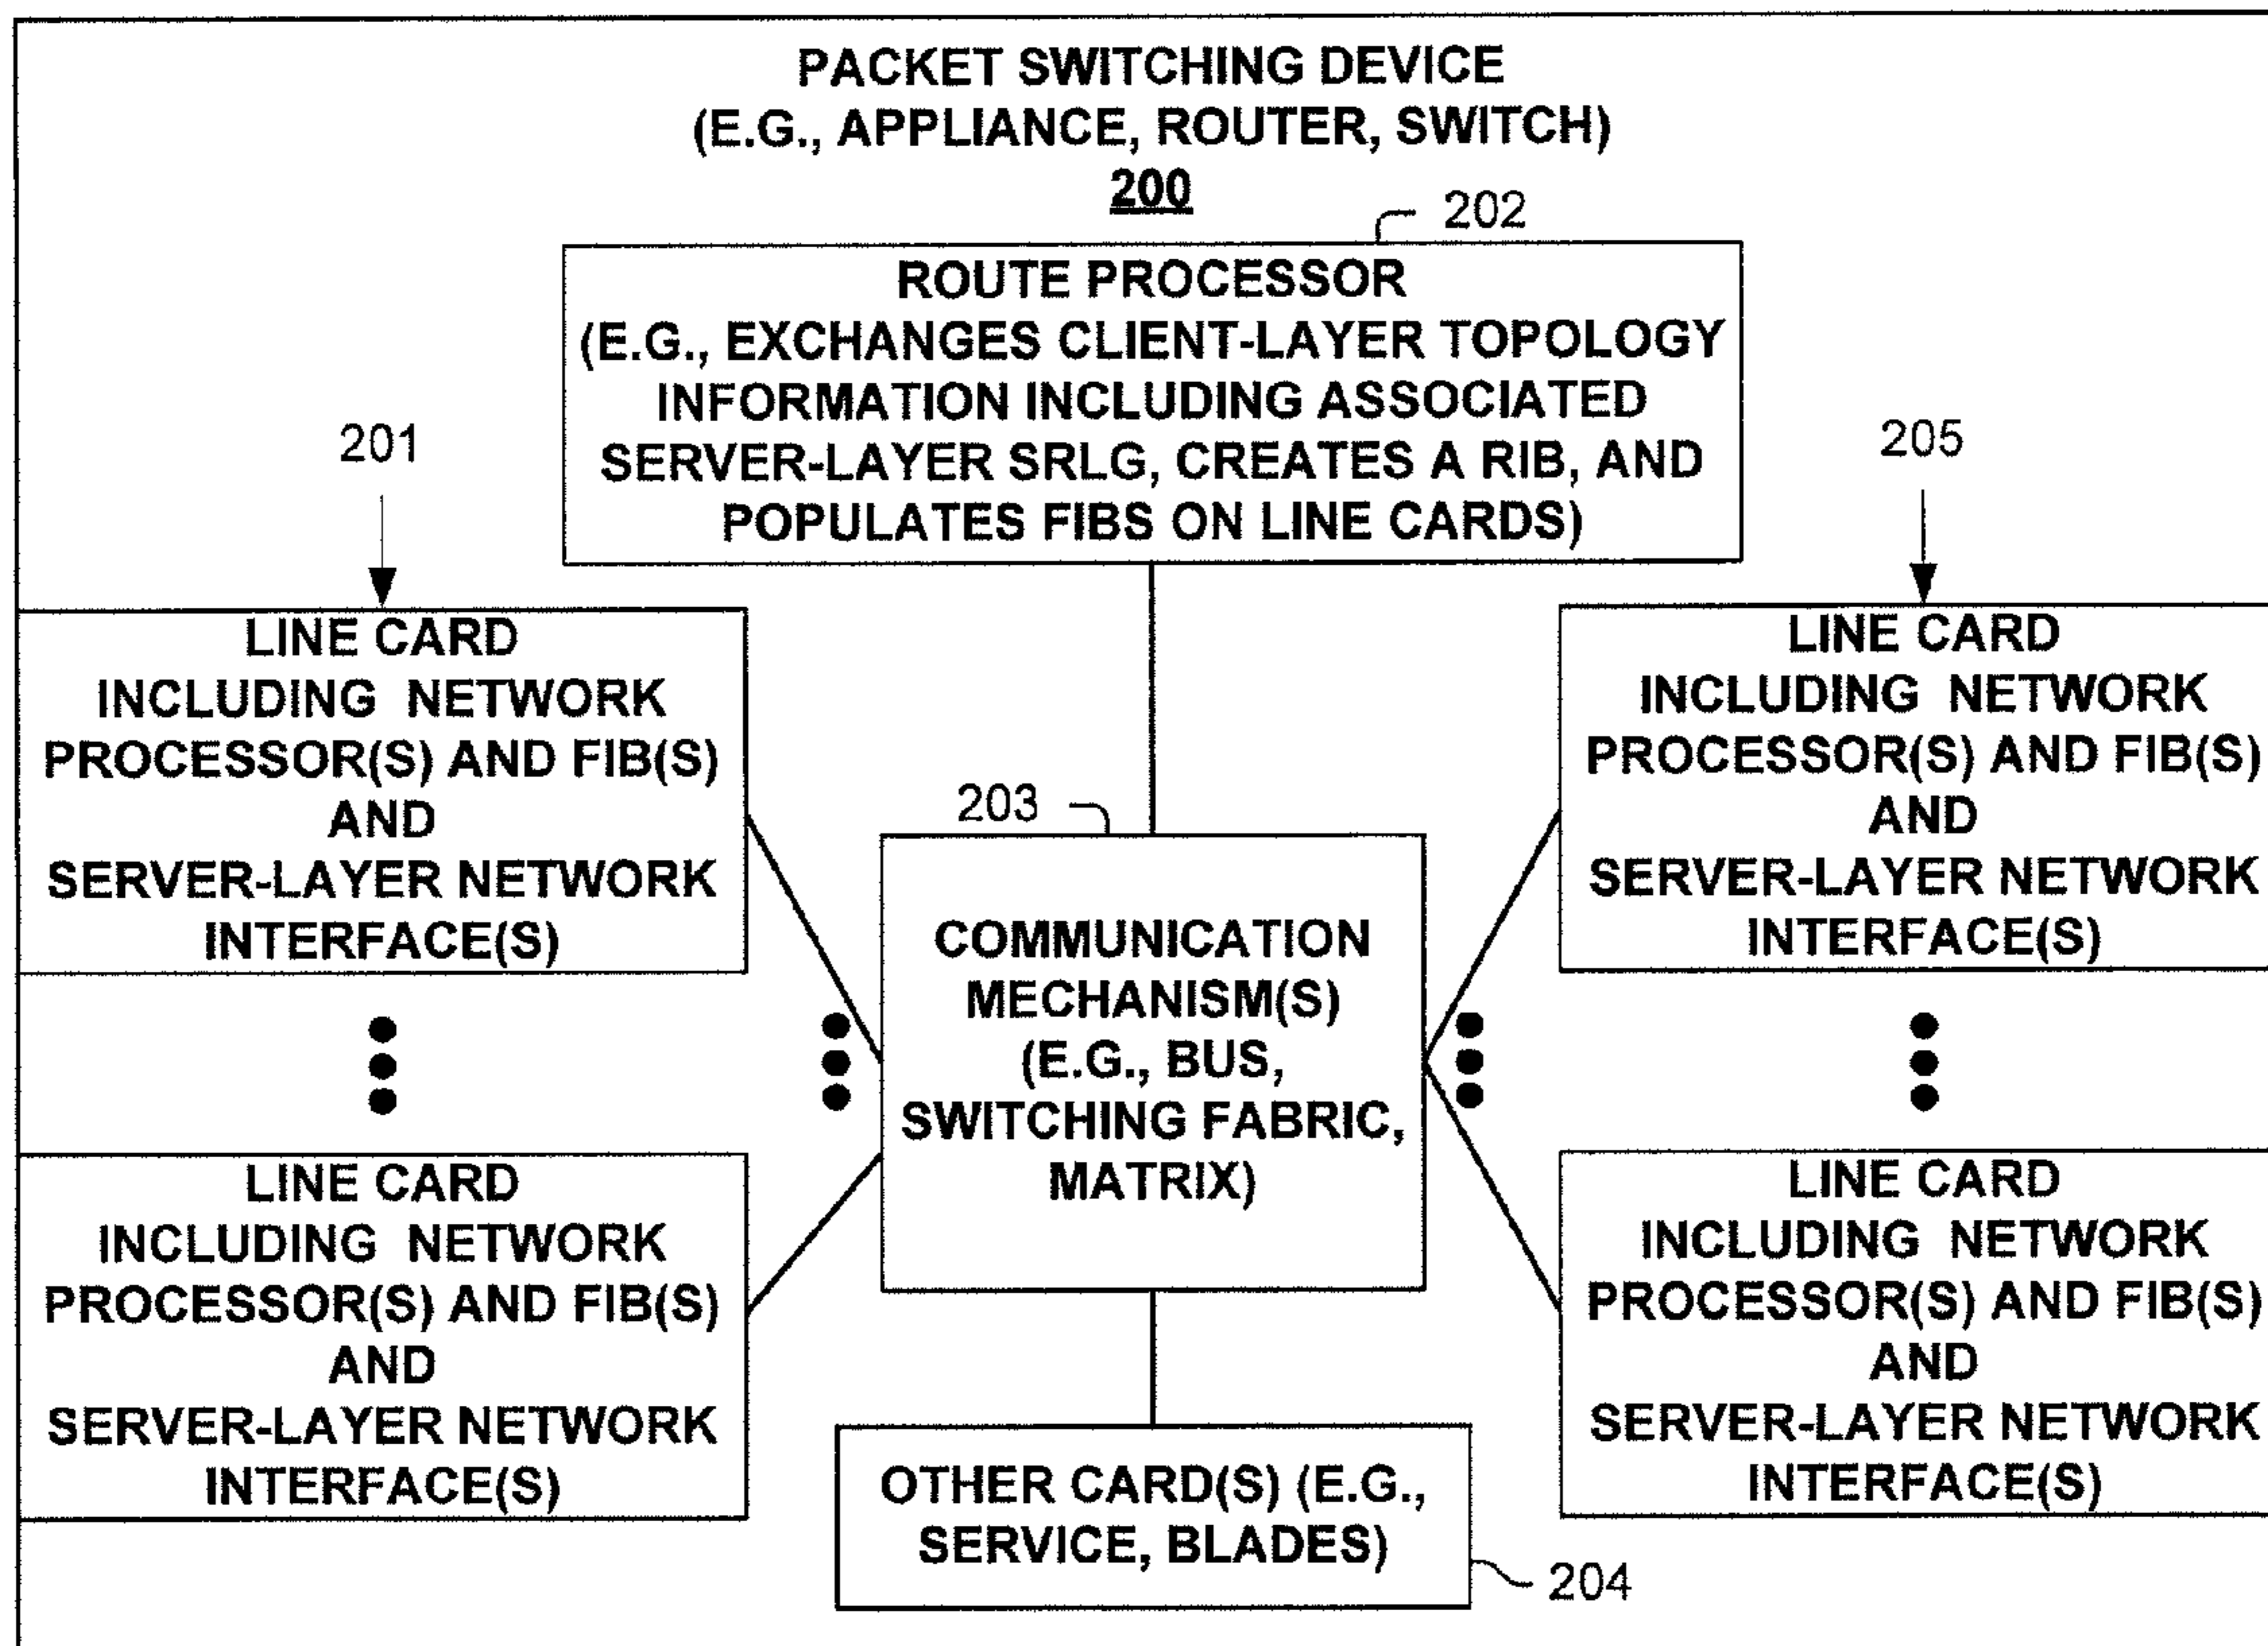 PACKET SWITCHING DEVICE
(E.G., APPLIANCE, ROUTER, SWITCH)
200
202
ROUTE PROCESSOR
(E.G., EXCHANGES CLIENT-LAYER TOPOLOGY
INFORMATION INCLUDING ASSOCIATED
SERVER-LAYER SRLG, CREATES A RIB, AND
POPULATES FIBS ON LINE CARDS)
201
LINE CARD
INCLUDING NETWORK
PROCESSOR(S) AND FIB(S)
AND
SERVER-LAYER NETWORK
INTERFACE(S)
LINE CARD
INCLUDING NETWORK
PROCESSOR(S) AND FIB(S)
AND
SERVER-LAYER NETWORK
INTERFACE(S)
203
COMMUNICATION
MECHANISM(S)
(E.G., BUS,
SWITCHING FABRIC,
MATRIX)
OTHER CARD(S) (E.G.,
SERVICE, BLADES)
204
205
LINE CARD
INCLUDING NETWORK
PROCESSOR(S) AND FIB(S)
AND
SERVER-LAYER NETWORK
INTERFACE(S)
LINE CARD
INCLUDING NETWORK
PROCESSOR(S) AND FIB(S)
AND
SERVER-LAYER NETWORK
INTERFACE(S)